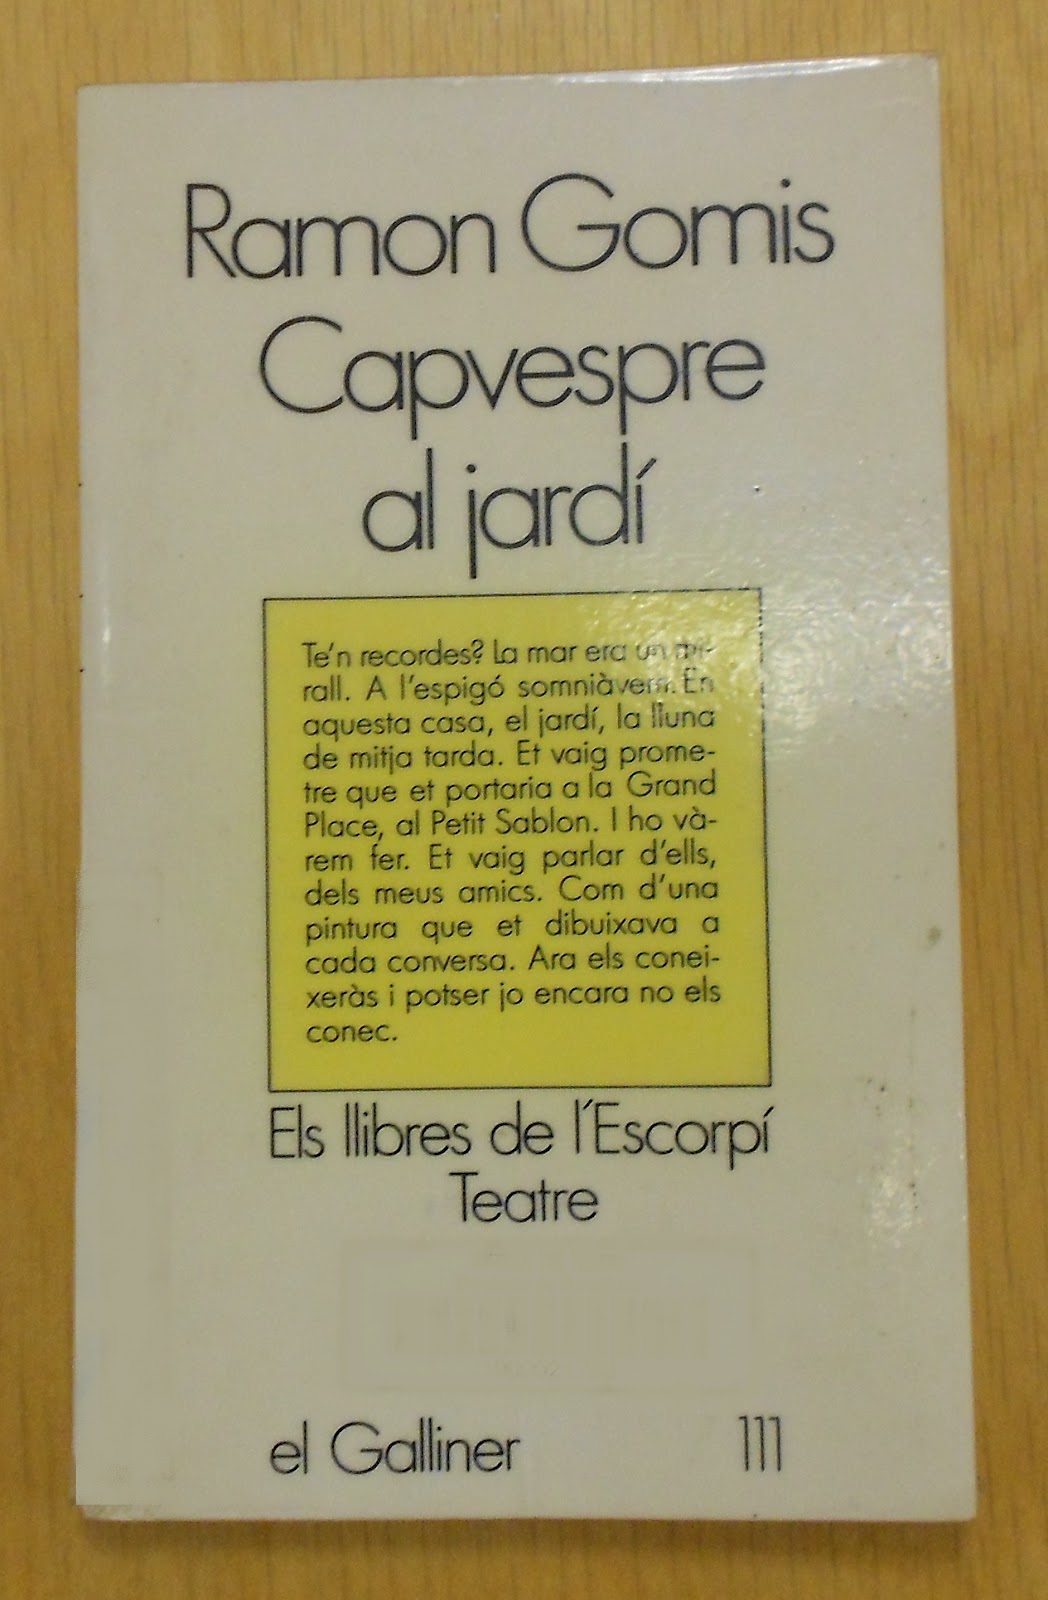 Ramon Gomis
Capvespre
al jardí
Te'n recordes? La mar era un mi-
rall. A l'espigó somniàvem. En
aquesta casa, el jardí, la lluna
de mitja tarda. Et vaig prome-
tre que et portaria a la Grand
Place, al Petit Sablon. I ho và-
rem fer. Et vaig parlar d'ells,
dels meus amics. Com d'una
pintura que et dibuixava a
cada conversa. Ara els conei-
xeràs i potser jo encara no els
conec.
Els llibres de l'Escorpí
Teatre
el Galliner 111